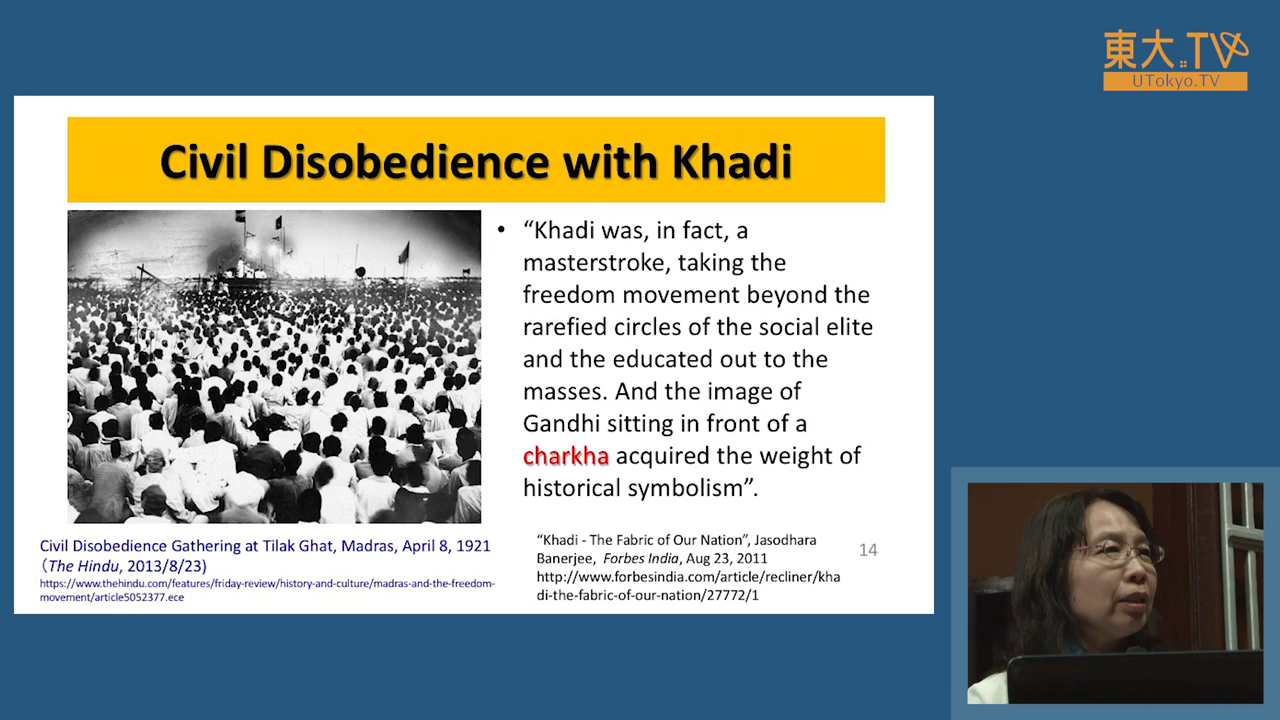 東大.TV
UTokyo.TV
Civil Disobedience with Khadi
• “Khadi was, in fact, a
masterstroke, taking the
freedom movement beyond the
rarefied circles of the social elite
and the educated out to the
masses. And the image of
Gandhi sitting in front of a
charkha acquired the weight of
historical symbolism”.
Civil Disobedience Gathering at Tilak Ghat, Madras, April 8, 1921
(The Hindu, 2013/8/23)
https://www.thehindu.com/features/friday-review/history-and-culture/madras-and-the-freedom-
movement/article5052377.ece
“Khadi - The Fabric of Our Nation”, Jasodhara
Banerjee, Forbes India, Aug 23, 2011
http://www.forbesindia.com/article/recliner/kha
di-the-fabric-of-our-nation/27772/1
14